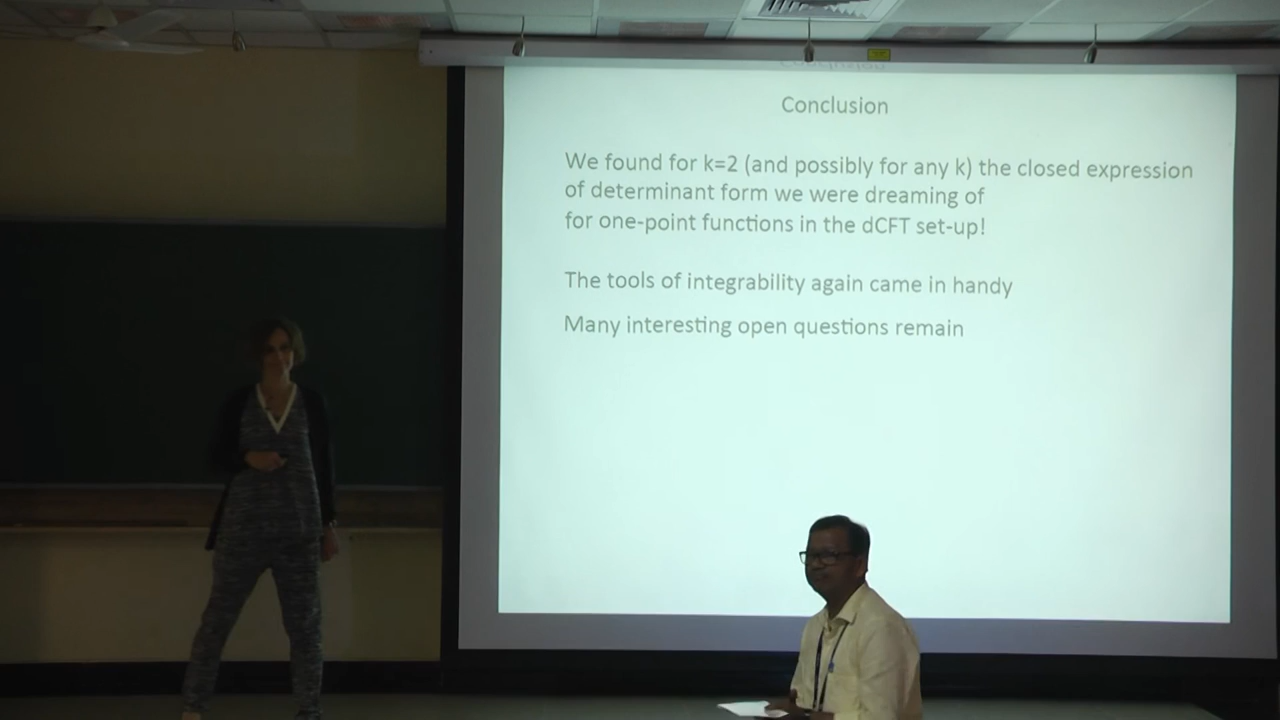 Conclusion
We found for k=2 (and possibly for any k) the closed expression
of determinant form we were dreaming of
for one-point functions in the dCFT set-up!
The tools of integrability again came in handy
Many interesting open questions remain